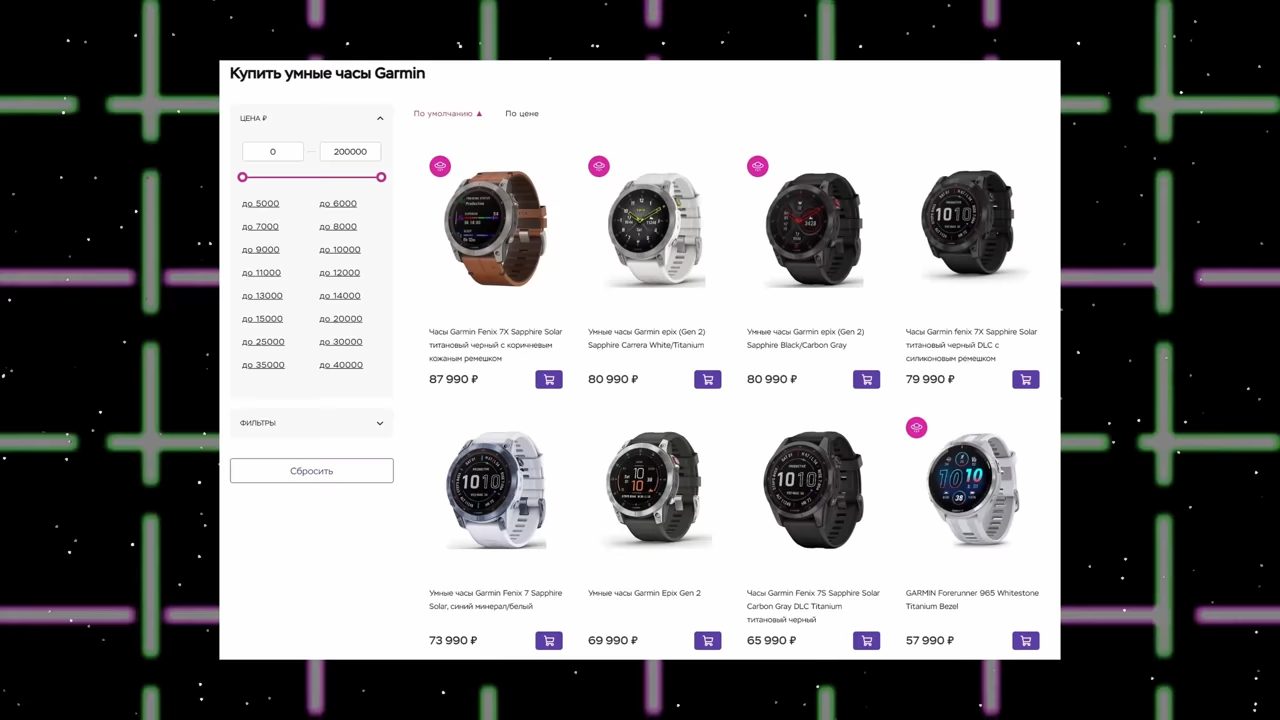 Купить умные часы Garmin
ЦЕНА ₽
0
200000
до 5000
до 6000
до 7000
до 8000
до 9000
до 10000
до 11000
до 12000
до 13000
до 14000
до 15000
до 20000
до 25000
до 30000
до 35000
до 40000
ФИЛЬТРЫ
Сбросить
По умолчанию ▲
По цене
Часы Garmin Fenix 7X Sapphire Solar
титановый черный с коричневым
кожаным ремешком
87 990 ₽
Умные часы Garmin epix (Gen 2)
Sapphire Carrera White/Titanium
80 990 ₽
Умные часы Garmin epix (Gen 2)
Sapphire Black/Carbon Gray
80 990 ₽
Часы Garmin fenix 7X Sapphire Solar
титановый черный DLC с
силиконовым ремешком
79 990 ₽
Умные часы Garmin Fenix 7 Sapphire
Solar, синий минерал/белый
73 990 ₽
Умные часы Garmin Epix Gen 2
69 990 ₽
Часы Garmin Fenix 7S Sapphire Solar
Carbon Gray DLC Titanium
титановый черный
65 990 ₽
GARMIN Forerunner 965 Whitestone
Titanium Bezel
57 990 ₽